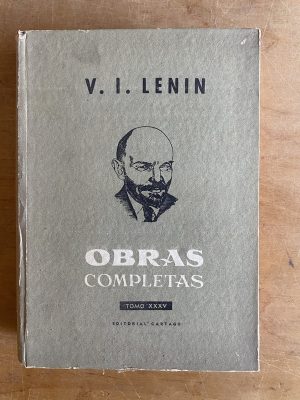 V. I. LENIN
OBRAS
COMPLETAS
TOMO XXXV
EDITORIAL CARTAGO